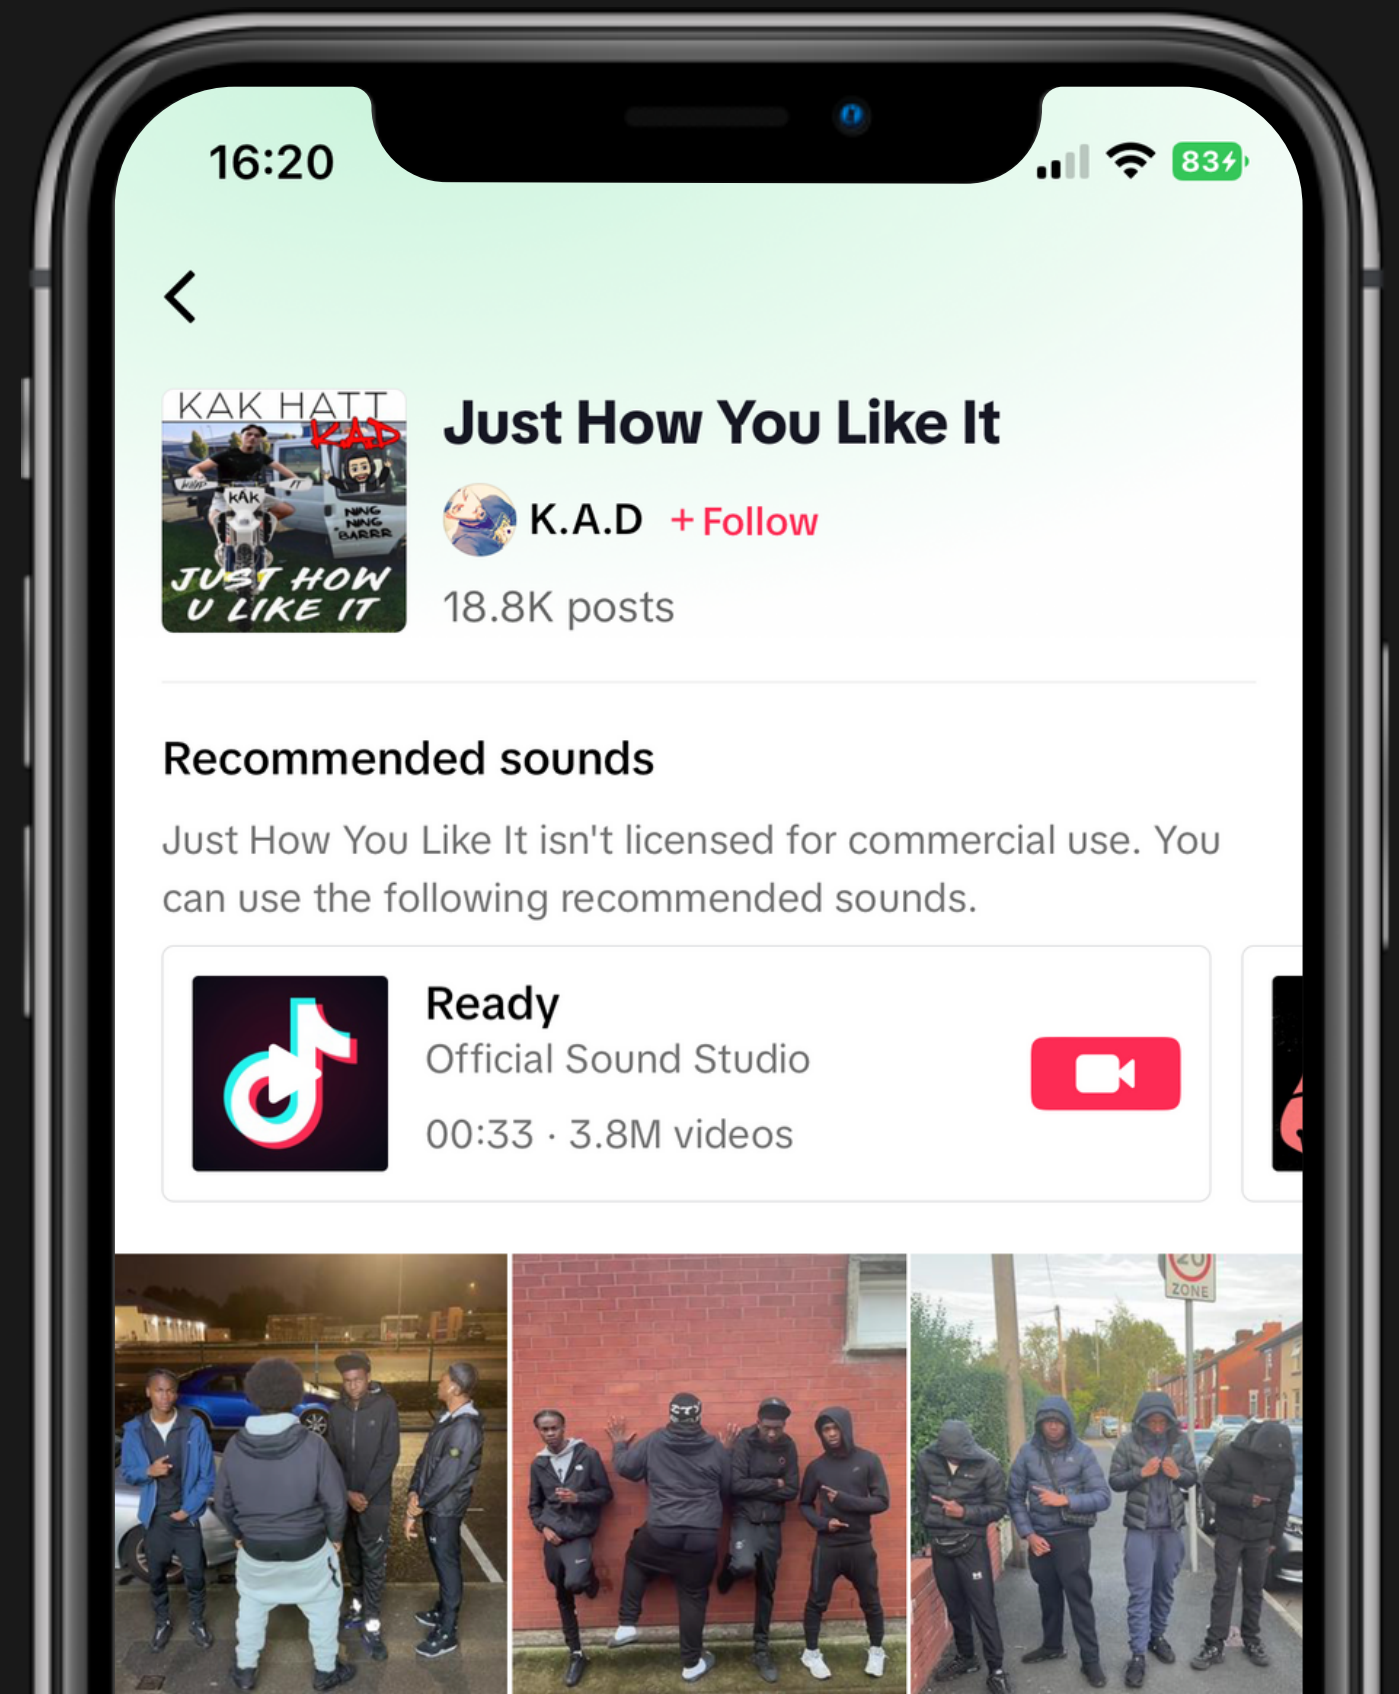 16:20
83
KAK HATT
KAD
WHIP IT
KAK
NING
NING
BARRR
JUST HOW
U LIKE IT
Just How You Like It
K.A.D + Follow
18.8K posts
Recommended sounds
Just How You Like It isn't licensed for commercial use. You
can use the following recommended sounds.
Ready
Official Sound Studio
00:33 · 3.8M videos
20
ZONE